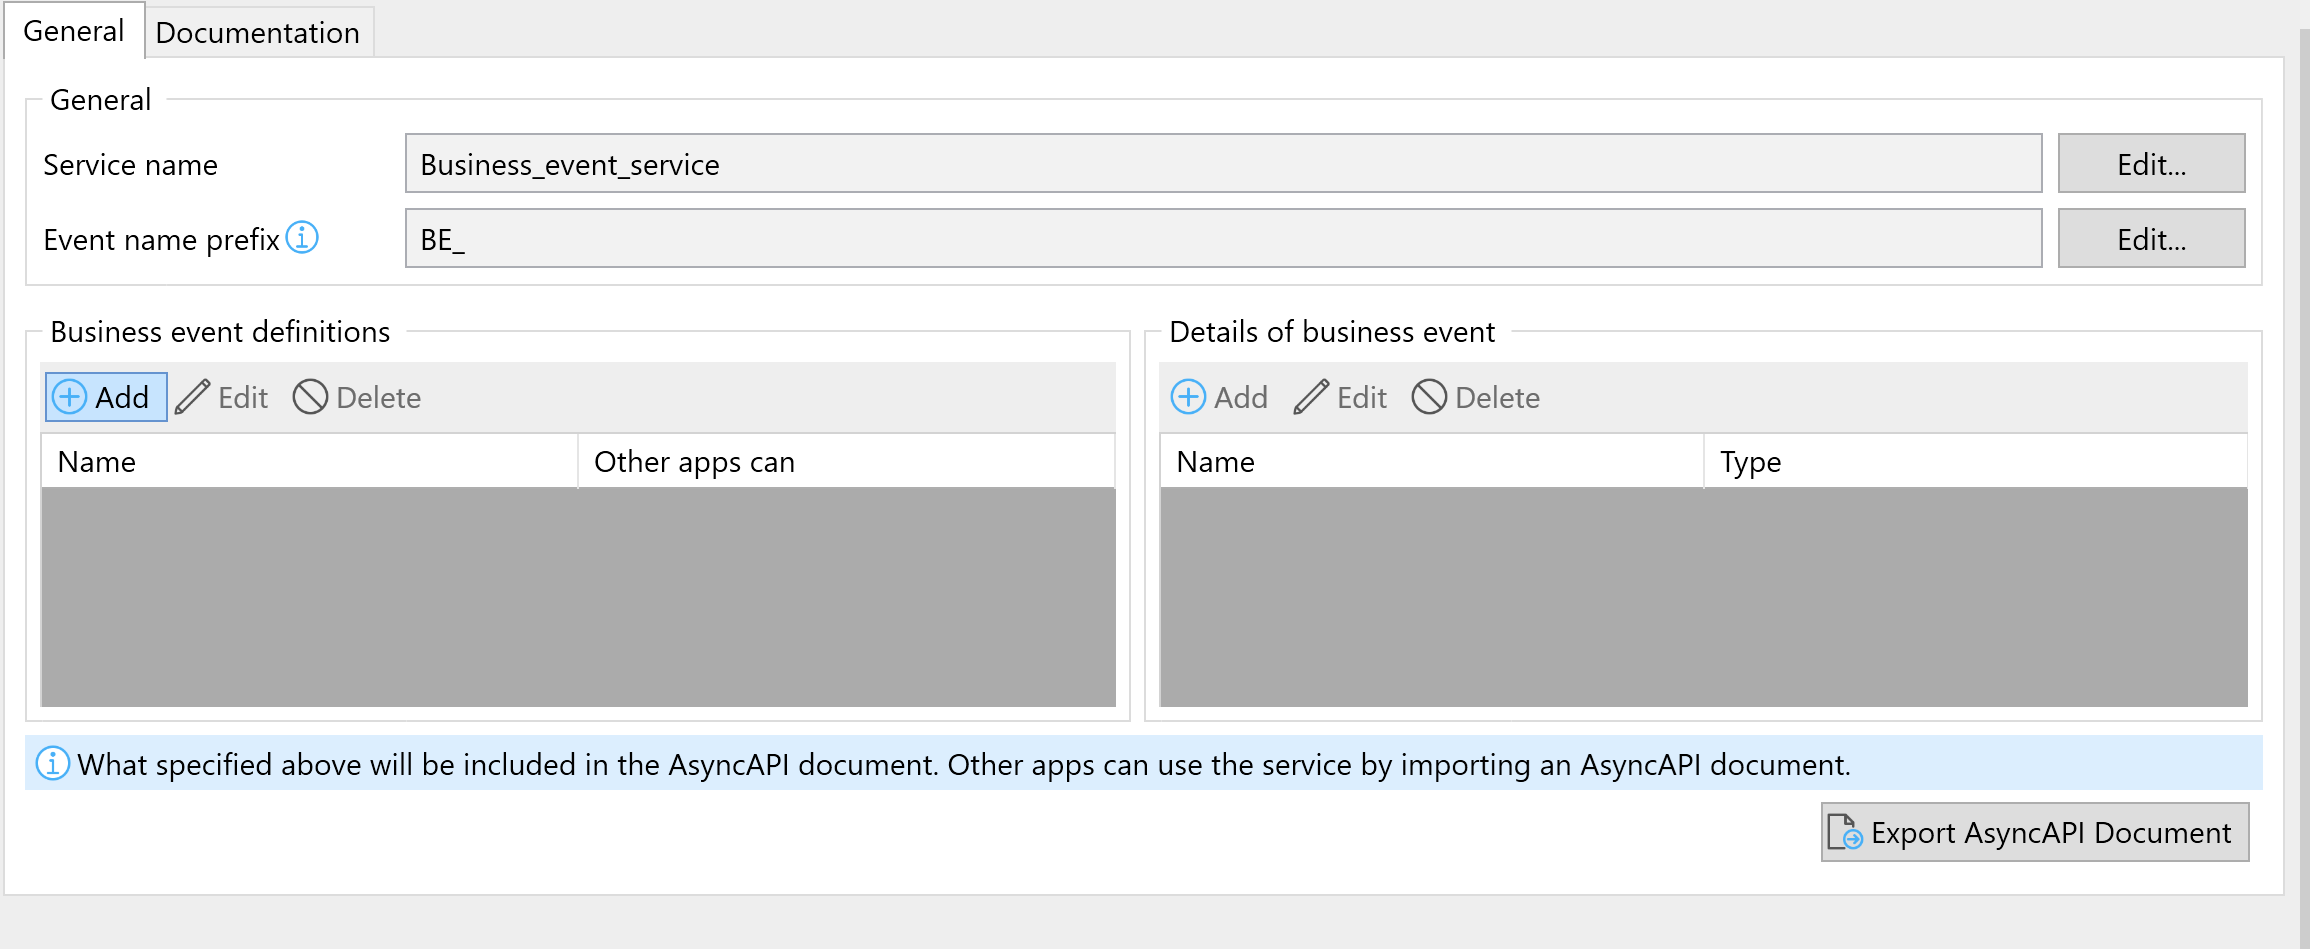 General Documentation
General
Service name Business_event_service Edit...
Event name prefix BE_ Edit...
Business event definitions Details of business event
Add Edit Delete Add Edit Delete
Name Other apps can Name Type
What specified above will be included in the AsyncAPI document. Other apps can use the service by importing an AsyncAPI document.
Export AsyncAPI Document